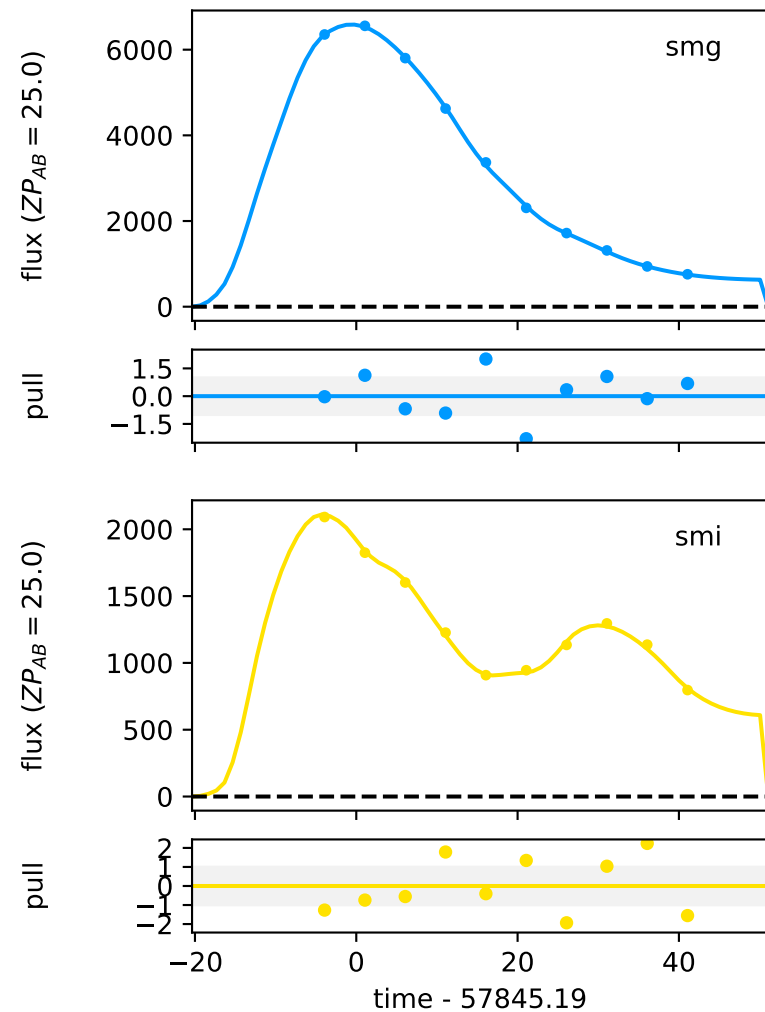 smg
flux (ZP_AB = 25.0)
6000
4000
2000
0
pull
1.5
0.0
−1.5
smi
flux (ZP_AB = 25.0)
2000
1500
1000
500
0
pull
2
1
0
−1
−2
−20 0 20 40
time - 57845.19